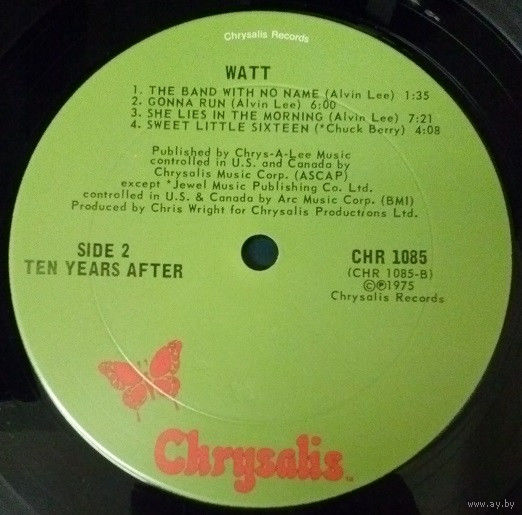 Chrysalis Records
WATT
1. THE BAND WITH NO NAME (Alvin Lee) 1:35
2. GONNA RUN (Alvin Lee) 6:00
3. SHE LIES IN THE MORNING (Alvin Lee) 7:21
4. SWEET LITTLE SIXTEEN (*Chuck Berry) 4:08
Published by Chrys-A-Lee Music
controlled in U.S. and Canada by
Chrysalis Music Corp. (ASCAP)
except *Jewel Music Publishing Co. Ltd.
controlled in U.S. & Canada by Arc Music Corp. (BMI)
Produced by Chris Wright for Chrysalis Productions Ltd.
SIDE 2
TEN YEARS AFTER
CHR 1085
(CHR 1085-B)
©℗1975
Chrysalis Records
Chrysalis™
www.ay.by